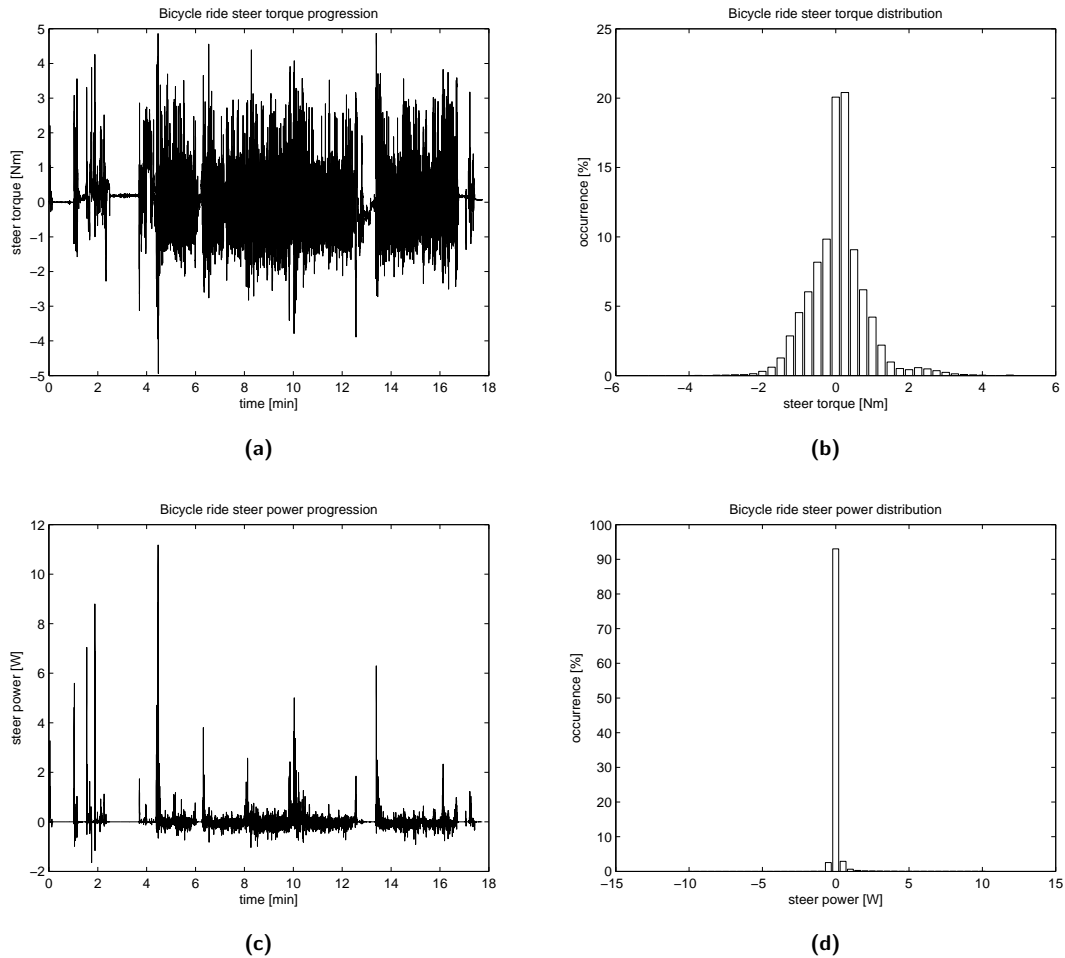 Bicycle ride steer torque progression
5
4
3
2
1
0
−1
−2
−3
−4
−5
steer torque [Nm]
0 2 4 6 8 10 12 14 16 18
time [min]
(a)
Bicycle ride steer torque distribution
25
20
15
10
5
0
occurrence [%]
−6 −4 −2 0 2 4 6
steer torque [Nm]
(b)
Bicycle ride steer power progression
12
10
8
6
4
2
0
−2
steer power [W]
0 2 4 6 8 10 12 14 16 18
time [min]
(c)
Bicycle ride steer power distribution
100
90
80
70
60
50
40
30
20
10
0
occurrence [%]
−15 −10 −5 0 5 10 15
steer power [W]
(d)